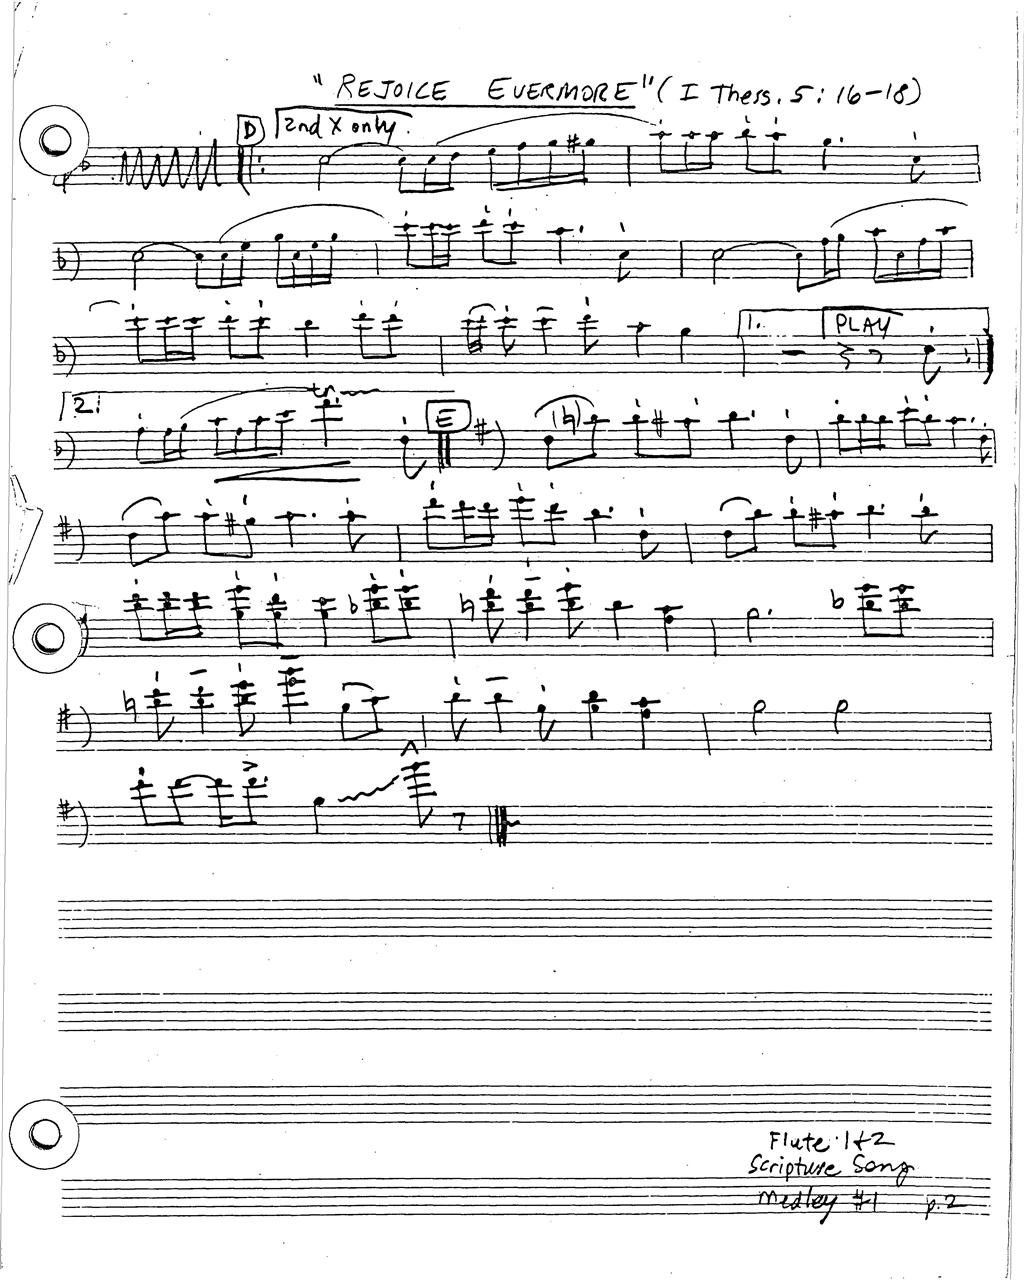 "REJOICE EVERMORE" (I Thess. 5:16-18)
D 2nd X only.
1. PLAY
2. tr
E
Flute 1&2
Scripture Song
Medley #1 p.2